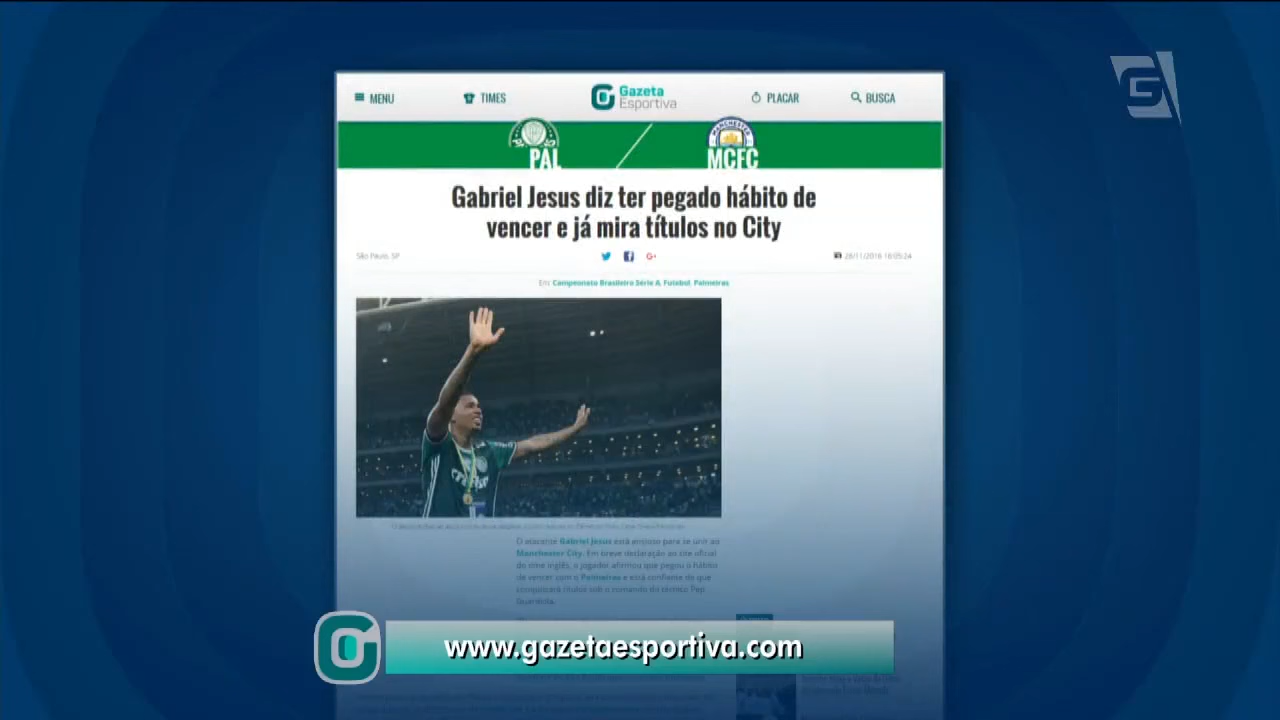 MENU
TIMES
Gazeta
Esportiva
PLACAR
BUSCA
PAL
MANCHESTER
MCFC
Gabriel Jesus diz ter pegado hábito de
vencer e já mira títulos no City
São Paulo, SP
28/11/2016 16:05:24
Em: Campeonato Brasileiro Série A, Futebol, Palmeiras
O atacante Gabriel Jesus está ansioso para se unir ao
Manchester City. Em breve declaração ao site oficial
do time inglês, o jogador afirmou que pegou o hábito
de vencer com o Palmeiras e está confiante de que
conquistará títulos sob o comando do técnico Pep
Guardiola.
www.gazetaesportiva.com